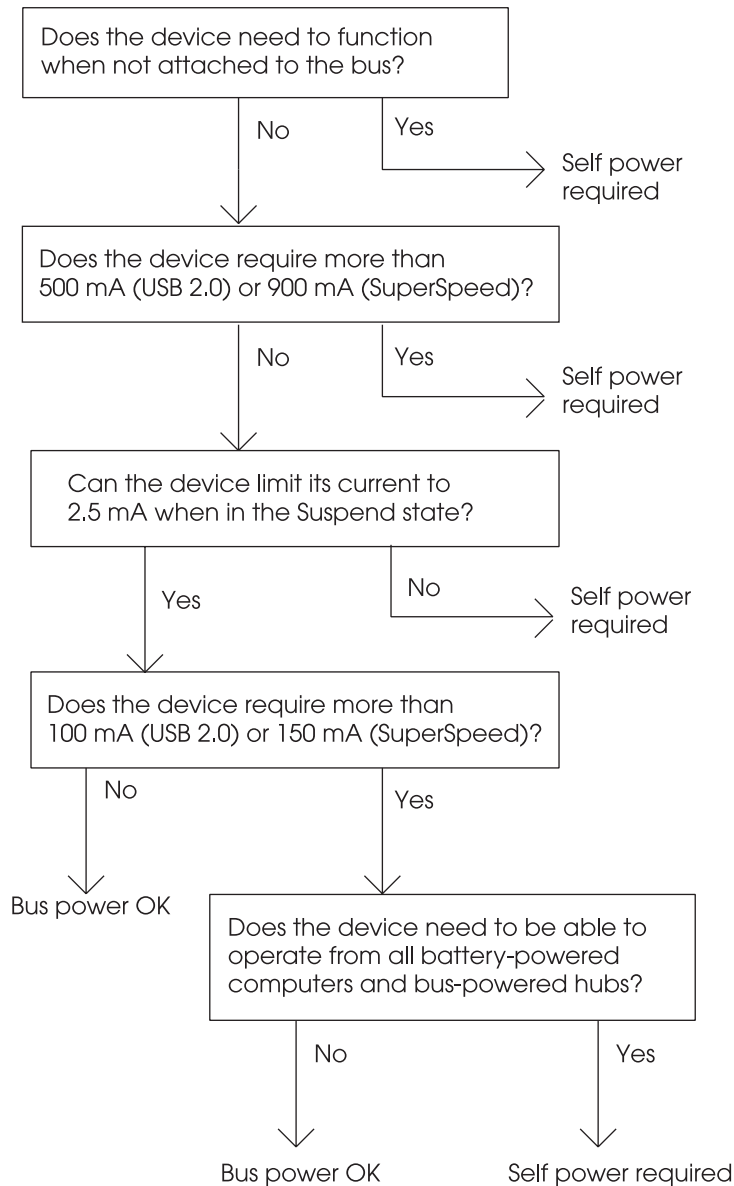 Does the device need to function
when not attached to the bus?
No
Yes
Self power
required
Does the device require more than
500 mA (USB 2.0) or 900 mA (SuperSpeed)?
No
Yes
Self power
required
Can the device limit its current to
2.5 mA when in the Suspend state?
Yes
No
Self power
required
Does the device require more than
100 mA (USB 2.0) or 150 mA (SuperSpeed)?
No
Yes
Bus power OK
Does the device need to be able to
operate from all battery-powered
computers and bus-powered hubs?
No
Yes
Bus power OK
Self power required